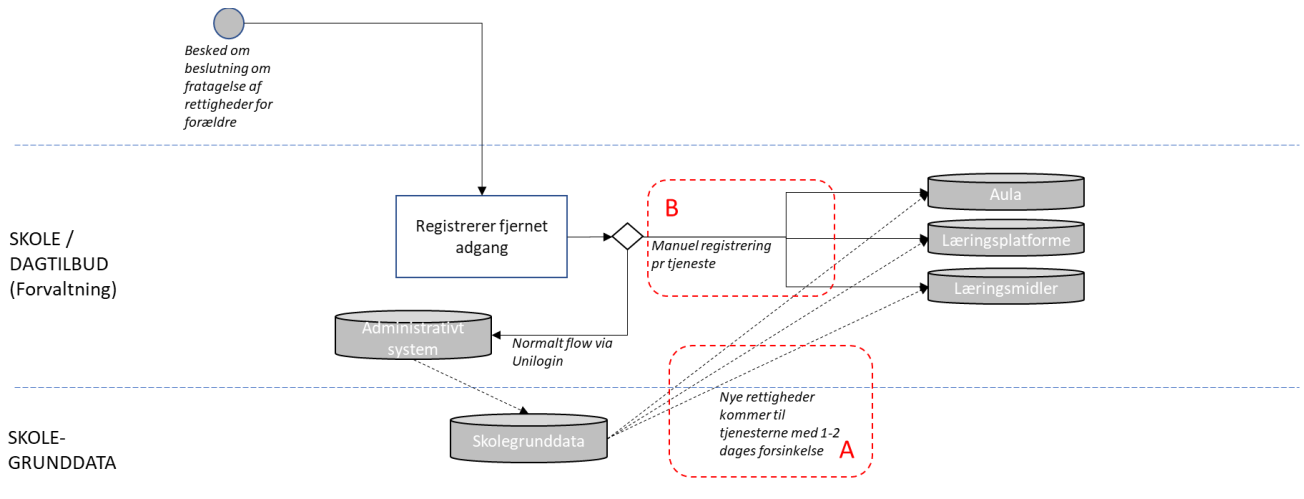 Besked om
beslutning om
fratagelse af
rettigheder for
forældre
SKOLE /
DAGTILBUD
(Forvaltning)
Registrerer fjernet
adgang
B
Manuel registrering
pr tjeneste
Aula
Læringsplatforme
Læringsmidler
Administrativt
system
Normalt flow via
Unilogin
SKOLE-
GRUNDDATA
Skolegrunddata
Nye rettigheder
kommer til
tjenesterne med 1-2
dages forsinkelse
A